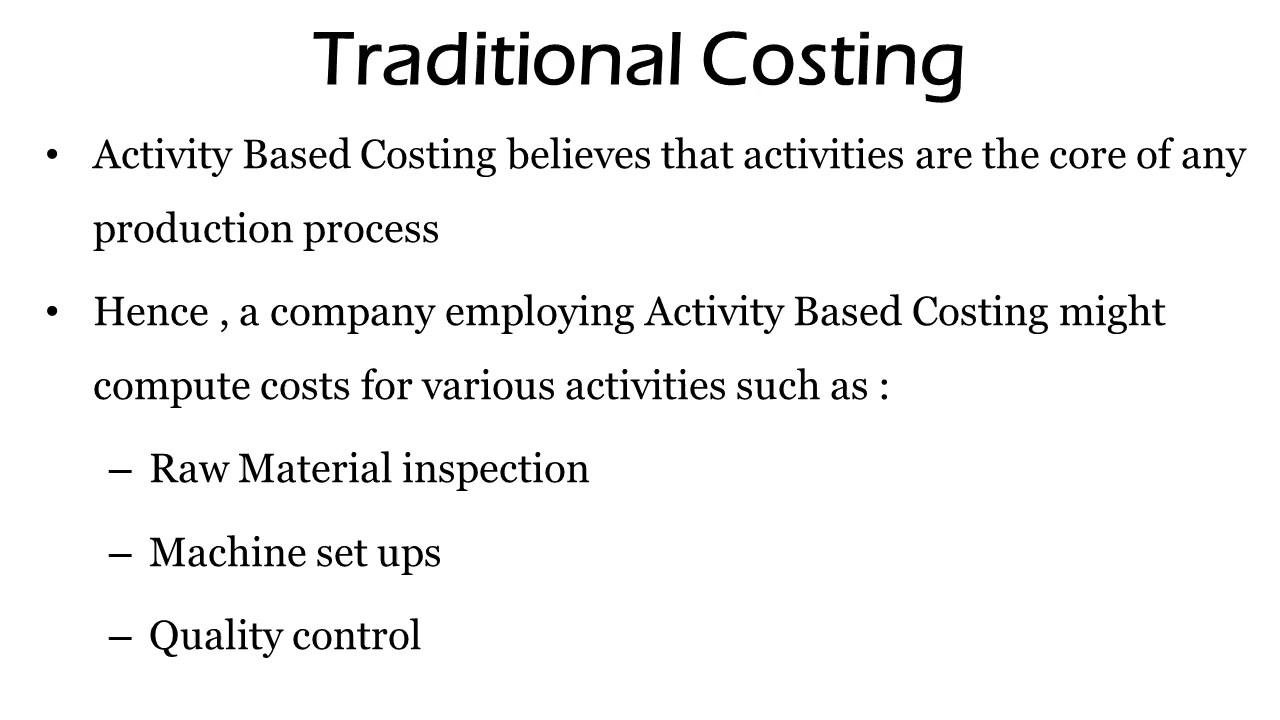 Traditional Costing
• Activity Based Costing believes that activities are the core of any
production process
• Hence , a company employing Activity Based Costing might
compute costs for various activities such as :
– Raw Material inspection
– Machine set ups
– Quality control